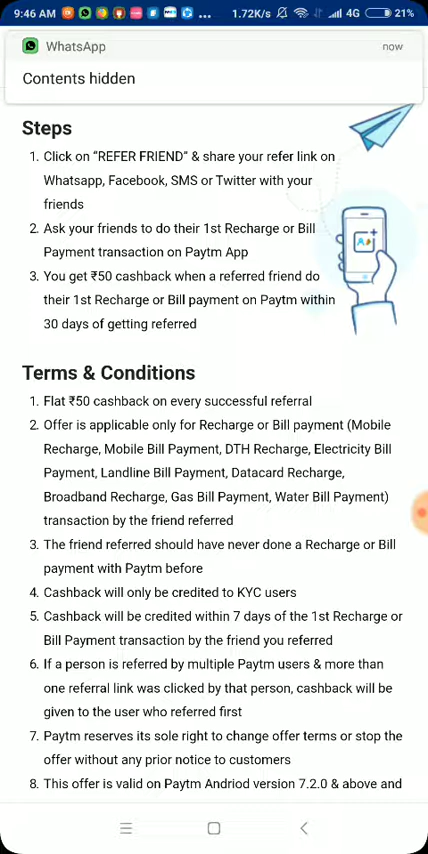 9:46 AM ... 1.72K/s 4G 21%
WhatsApp now
Contents hidden
Steps
1. Click on “REFER FRIEND” & share your refer link on
Whatsapp, Facebook, SMS or Twitter with your
friends
2. Ask your friends to do their 1st Recharge or Bill
Payment transaction on Paytm App
3. You get ₹50 cashback when a referred friend do
their 1st Recharge or Bill payment on Paytm within
30 days of getting referred
Terms & Conditions
1. Flat ₹50 cashback on every successful referral
2. Offer is applicable only for Recharge or Bill payment (Mobile
Recharge, Mobile Bill Payment, DTH Recharge, Electricity Bill
Payment, Landline Bill Payment, Datacard Recharge,
Broadband Recharge, Gas Bill Payment, Water Bill Payment)
transaction by the friend referred
3. The friend referred should have never done a Recharge or Bill
payment with Paytm before
4. Cashback will only be credited to KYC users
5. Cashback will be credited within 7 days of the 1st Recharge or
Bill Payment transaction by the friend you referred
6. If a person is referred by multiple Paytm users & more than
one referral link was clicked by that person, cashback will be
given to the user who referred first
7. Paytm reserves its sole right to change offer terms or stop the
offer without any prior notice to customers
8. This offer is valid on Paytm Andriod version 7.2.0 & above and